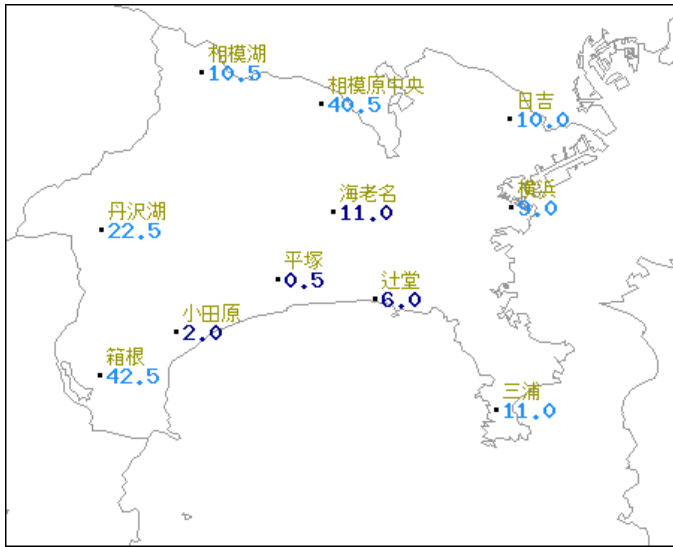 相模湖
10.5
相模原中央
40.5
日吉
10.0
丹沢湖
22.5
海老名
11.0
横浜
9.0
平塚
0.5
辻堂
6.0
小田原
2.0
箱根
42.5
三浦
11.0